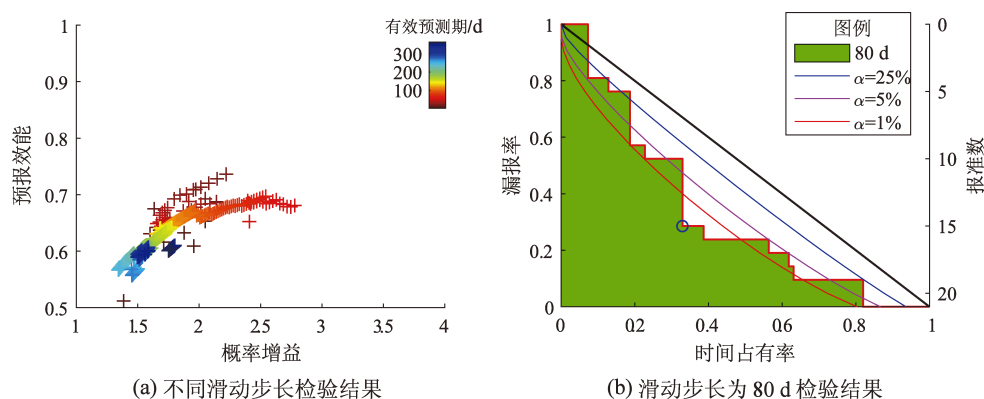 有效预测期/d
300
200
100
1
0.9
0.8
0.7
0.6
0.5
预报效能
1 1.5 2 2.5 3 3.5 4
概率增益
(a) 不同滑动步长检验结果
图例
80 d
α=25%
α=5%
α=1%
1
0.8
0.6
0.4
0.2
0
漏报率
0
5
10
15
20
报准数
0 0.2 0.4 0.6 0.8 1
时间占有率
(b) 滑动步长为 80 d 检验结果